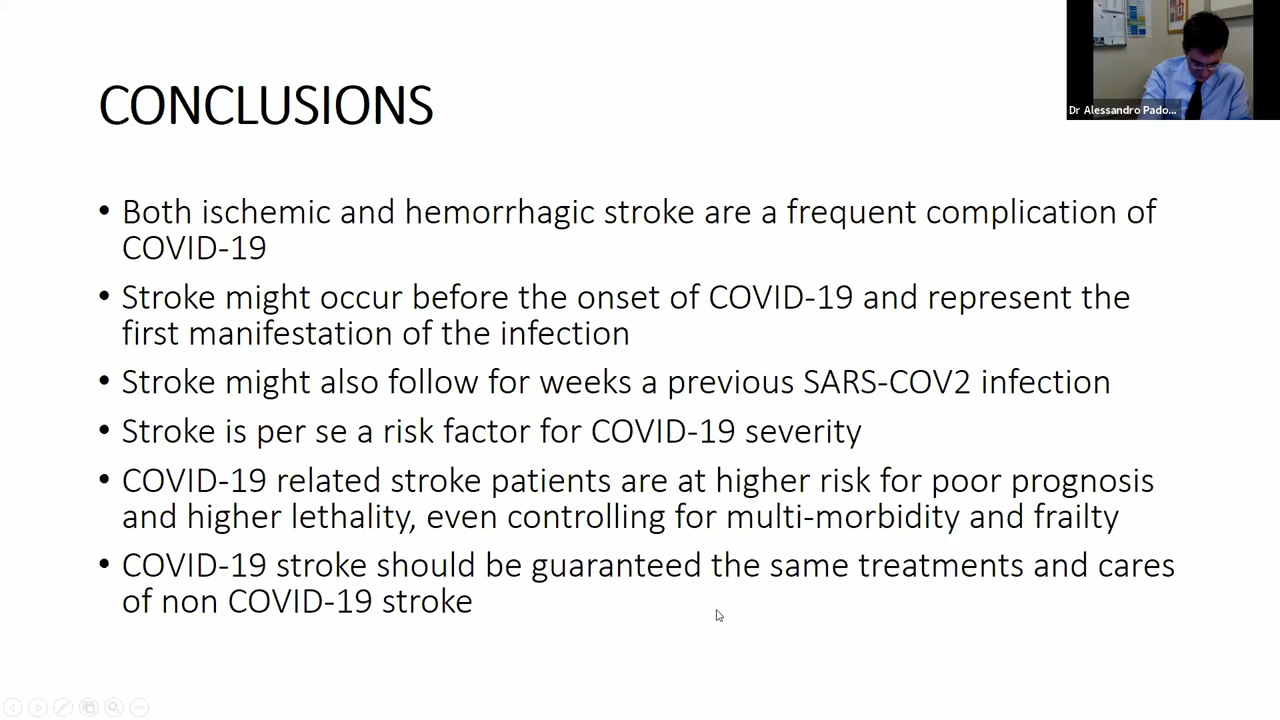 Dr Alessandro Pado...
CONCLUSIONS
• Both ischemic and hemorrhagic stroke are a frequent complication of
COVID-19
• Stroke might occur before the onset of COVID-19 and represent the
first manifestation of the infection
• Stroke might also follow for weeks a previous SARS-COV2 infection
• Stroke is per se a risk factor for COVID-19 severity
• COVID-19 related stroke patients are at higher risk for poor prognosis
and higher lethality, even controlling for multi-morbidity and frailty
• COVID-19 stroke should be guaranteed the same treatments and cares
of non COVID-19 stroke